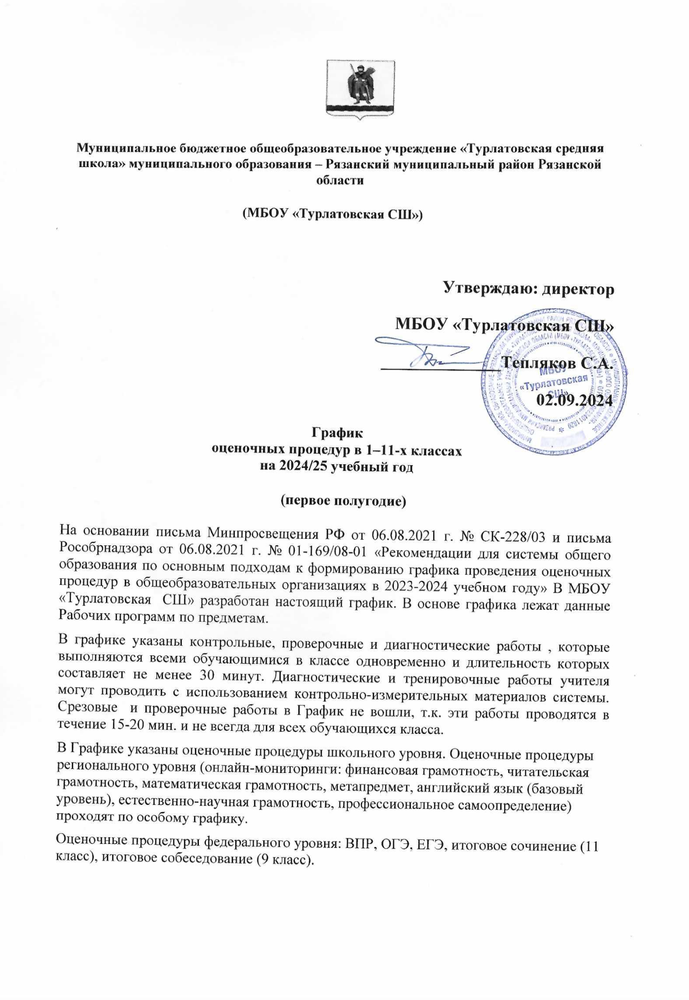 Муниципальное бюджетное общеобразовательное учреждение «Турлатовская средняя
школа» муниципального образования – Рязанский муниципальный район Рязанской
области
(МБОУ «Турлатовская СШ»)
Утверждаю: директор
МБОУ «Турлатовская СШ»
Тепляков С.А.
МБОУ
«Турлатовская
СШ»
02.09.2024
График
оценочных процедур в 1–11-х классах
на 2024/25 учебный год
(первое полугодие)
На основании письма Минпросвещения РФ от 06.08.2021 г. № СК-228/03 и письма
Рособрнадзора от 06.08.2021 г. № 01-169/08-01 «Рекомендации для системы общего
образования по основным подходам к формированию графика проведения оценочных
процедур в общеобразовательных организациях в 2023-2024 учебном году» В МБОУ
«Турлатовская СШ» разработан настоящий график. В основе графика лежат данные
Рабочих программ по предметам.
В графике указаны контрольные, проверочные и диагностические работы , которые
выполняются всеми обучающимися в классе одновременно и длительность которых
составляет не менее 30 минут. Диагностические и тренировочные работы учителя
могут проводить с использованием контрольно-измерительных материалов системы.
Срезовые и проверочные работы в График не вошли, т.к. эти работы проводятся в
течение 15-20 мин. и не всегда для всех обучающихся класса.
В Графике указаны оценочные процедуры школьного уровня. Оценочные процедуры
регионального уровня (онлайн-мониторинги: финансовая грамотность, читательская
грамотность, математическая грамотность, метапредмет, английский язык (базовый
уровень), естественно-научная грамотность, профессиональное самоопределение)
проходят по особому графику.
Оценочные процедуры федерального уровня: ВПР, ОГЭ, ЕГЭ, итоговое сочинение (11
класс), итоговое собеседование (9 класс).